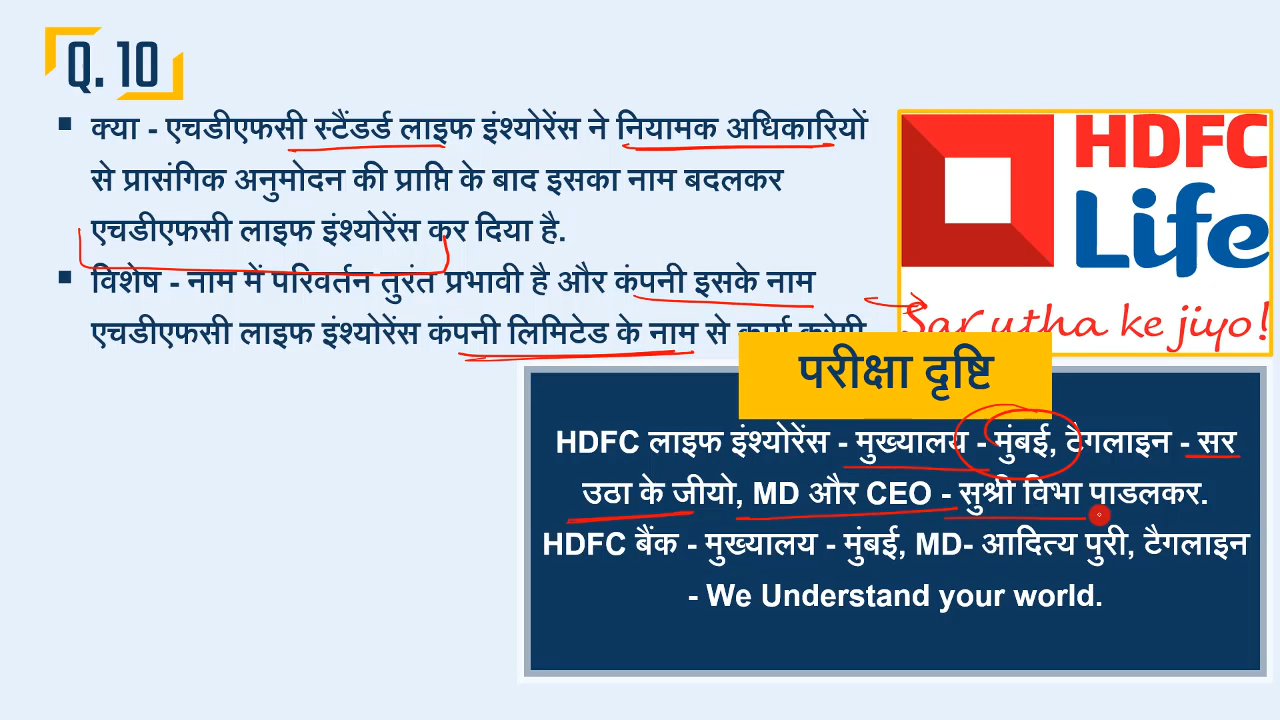 Q. 10
क्या - एचडीएफसी स्टैंडर्ड लाइफ इंश्योरेंस ने नियामक अधिकारियों
से प्रासंगिक अनुमोदन की प्राप्ति के बाद इसका नाम बदलकर
एचडीएफसी लाइफ इंश्योरेंस कर दिया है.
विशेष - नाम में परिवर्तन तुरंत प्रभावी है और कंपनी इसके नाम
एचडीएफसी लाइफ इंश्योरेंस कंपनी लिमिटेड के नाम से कार्य करेगी
HDFC
Life
Sar utha ke jiyo!
परीक्षा दृष्टि
HDFC लाइफ इंश्योरेंस - मुख्यालय - मुंबई, टैगलाइन - सर
उठा के जीयो, MD और CEO - सुश्री विभा पाडलकर.
HDFC बैंक - मुख्यालय - मुंबई, MD- आदित्य पुरी, टैगलाइन
- We Understand your world.